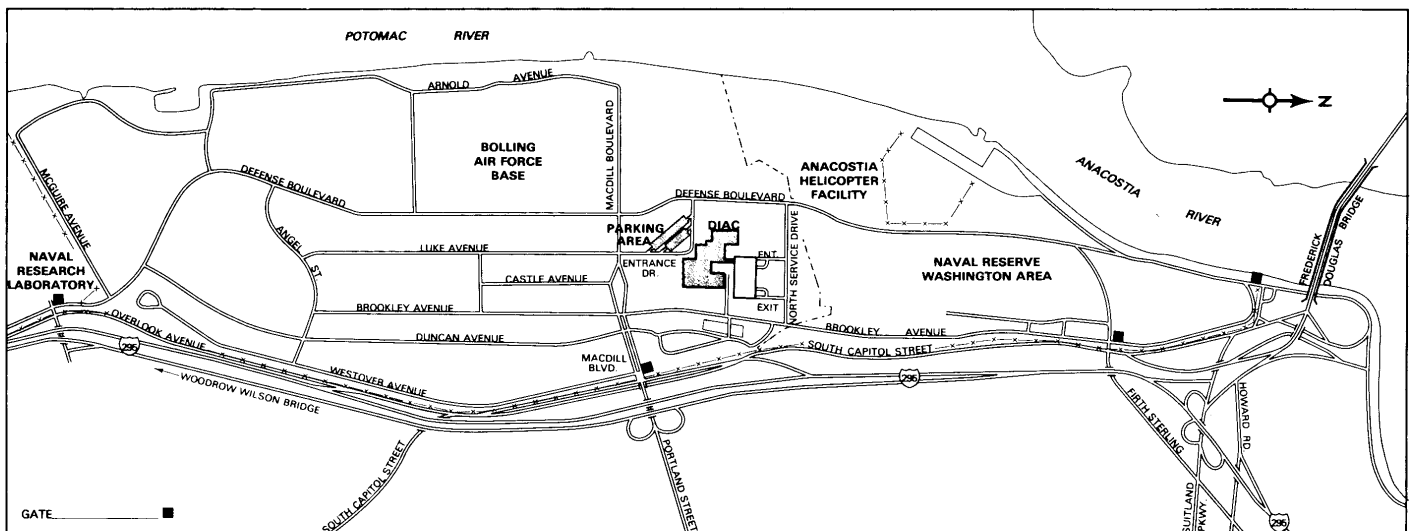 POTOMAC RIVER
ARNOLD AVENUE
MACDILL BOULEVARD
N
BOLLING
AIR FORCE
BASE
ANACOSTIA
HELICOPTER
FACILITY
ANACOSTIA
RIVER
MCGUIRE AVENUE
DEFENSE BOULEVARD
DEFENSE BOULEVARD
FREDERICK
DOUGLAS BRIDGE
ANGEL ST
PARKING
AREA
DIAC
NORTH SERVICE DRIVE
NAVAL
RESEARCH
LABORATORY
LUKE AVENUE
ENTRANCE
DR.
ENT.
EXIT
NAVAL RESERVE
WASHINGTON AREA
CASTLE AVENUE
BROOKLEY AVENUE
BROOKLEY AVENUE
OVERLOOK AVENUE
DUNCAN AVENUE
SOUTH CAPITOL STREET
295
MACDILL
BLVD.
WESTOVER AVENUE
WOODROW WILSON BRIDGE
295
FIRTH STERLING
HOWARD RD
SOUTH CAPITOL STREET
PORTLAND STREET
SUITLAND
PKWY.
295
GATE